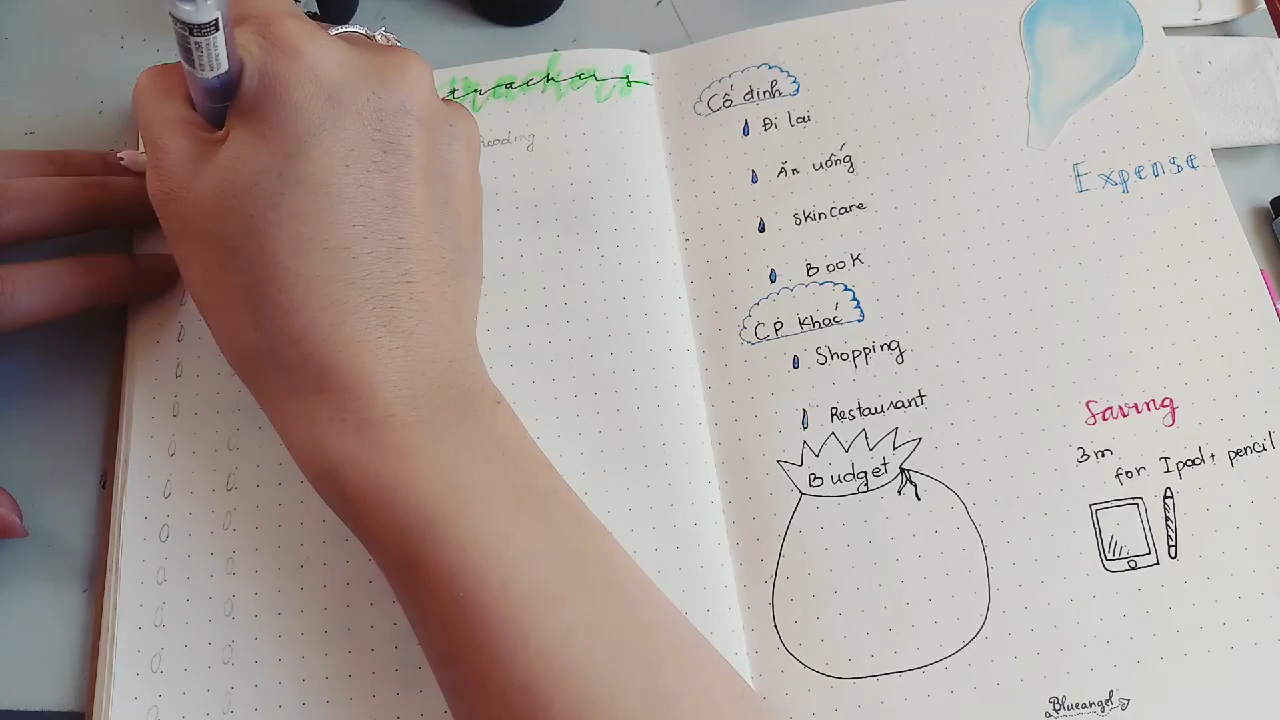 trackers
Reading
Cố định
Đi lại
Ăn uống
Skincare
Book
CP khác
Shopping
Restaurant
Budget
Expense
Saving
3m
for Ipad + pencil
Blueangel